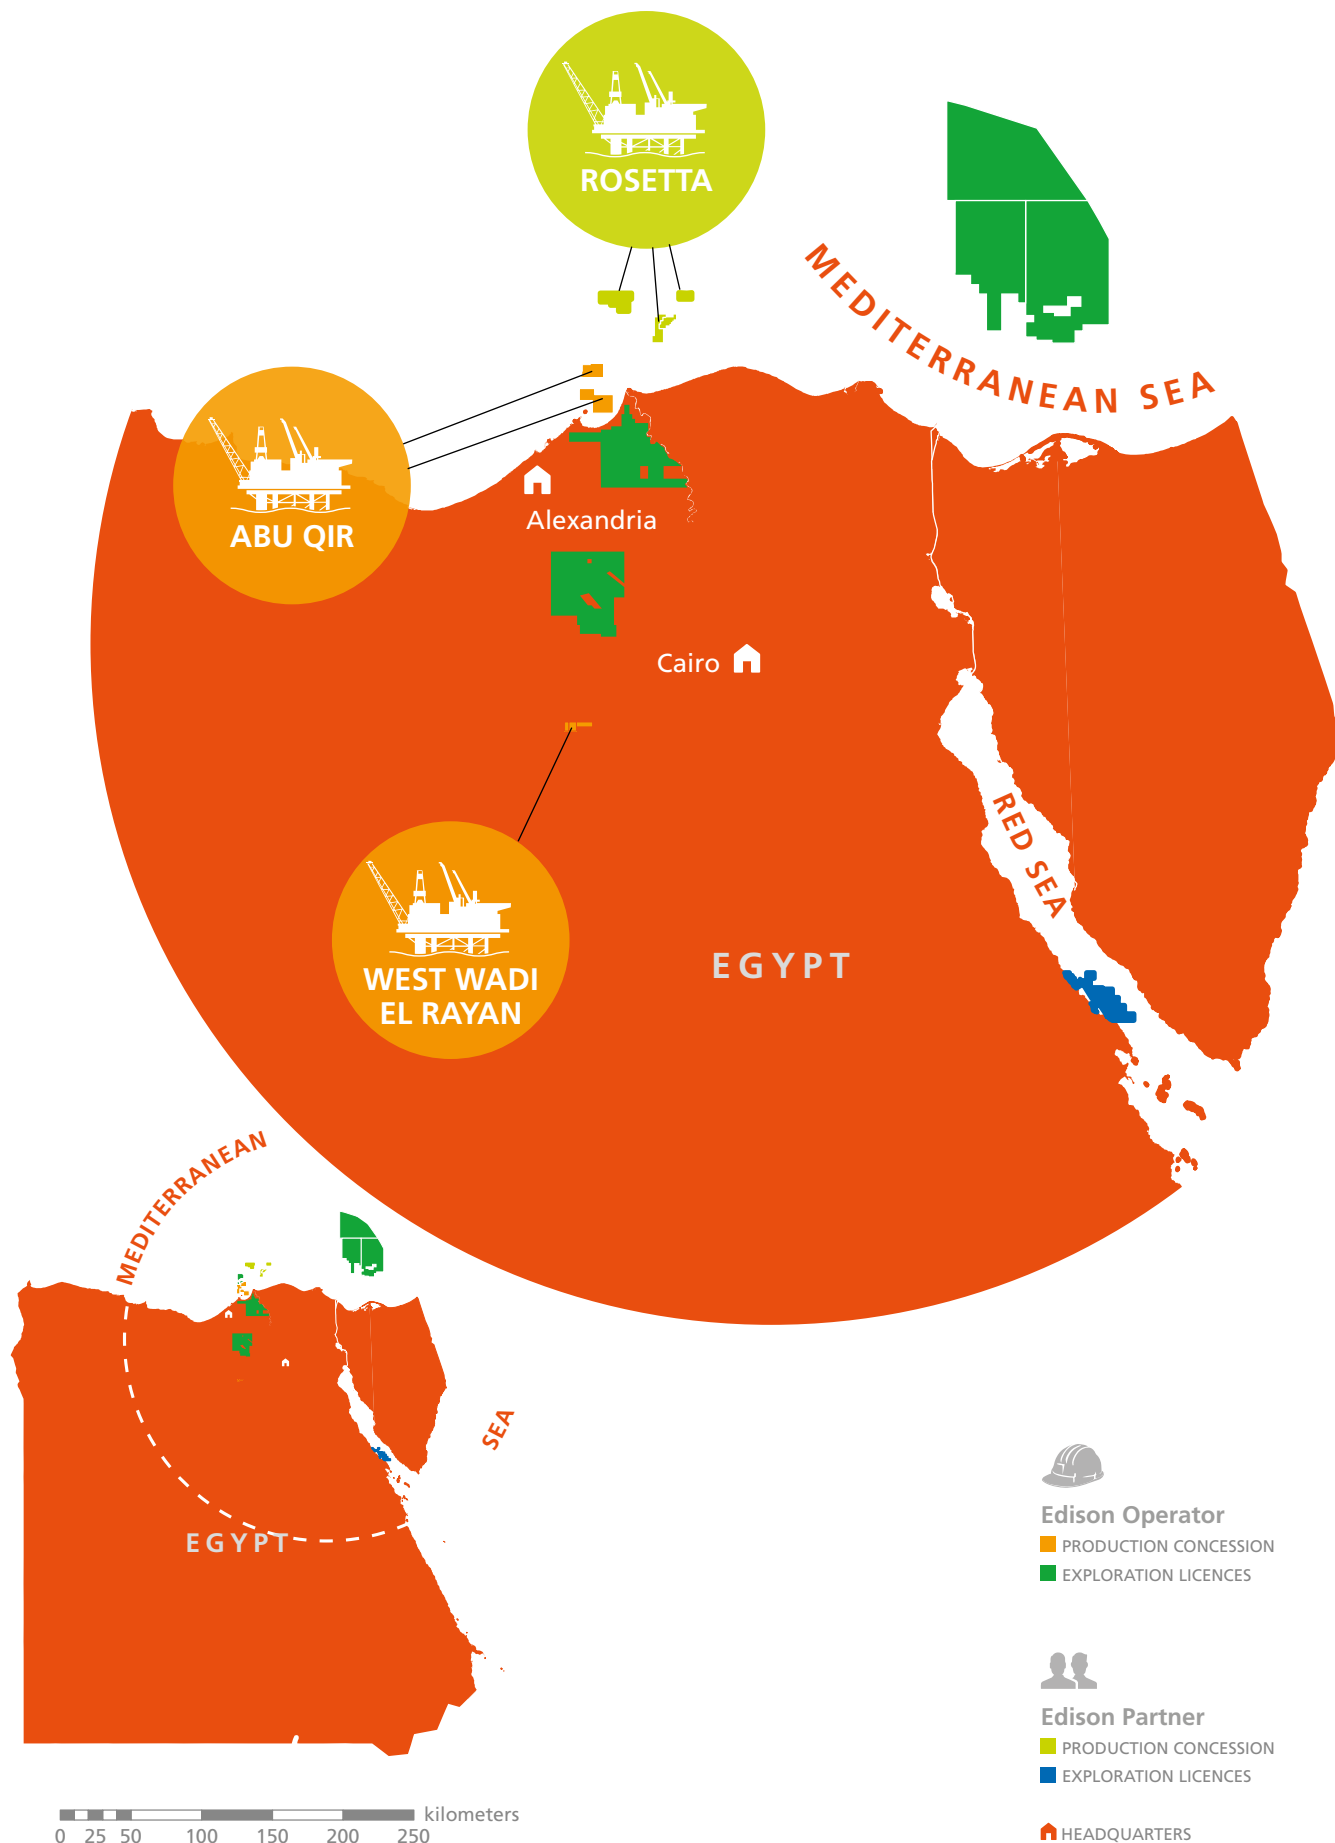 ROSETTA
MEDITERRANEAN SEA
ABU QIR
Alexandria
Cairo
RED SEA
WEST WADI
EL RAYAN
EGYPT
MEDITERRANEAN
SEA
EGYPT
Edison Operator
PRODUCTION CONCESSION
EXPLORATION LICENCES
Edison Partner
PRODUCTION CONCESSION
EXPLORATION LICENCES
HEADQUARTERS
kilometers
0 25 50 100 150 200 250